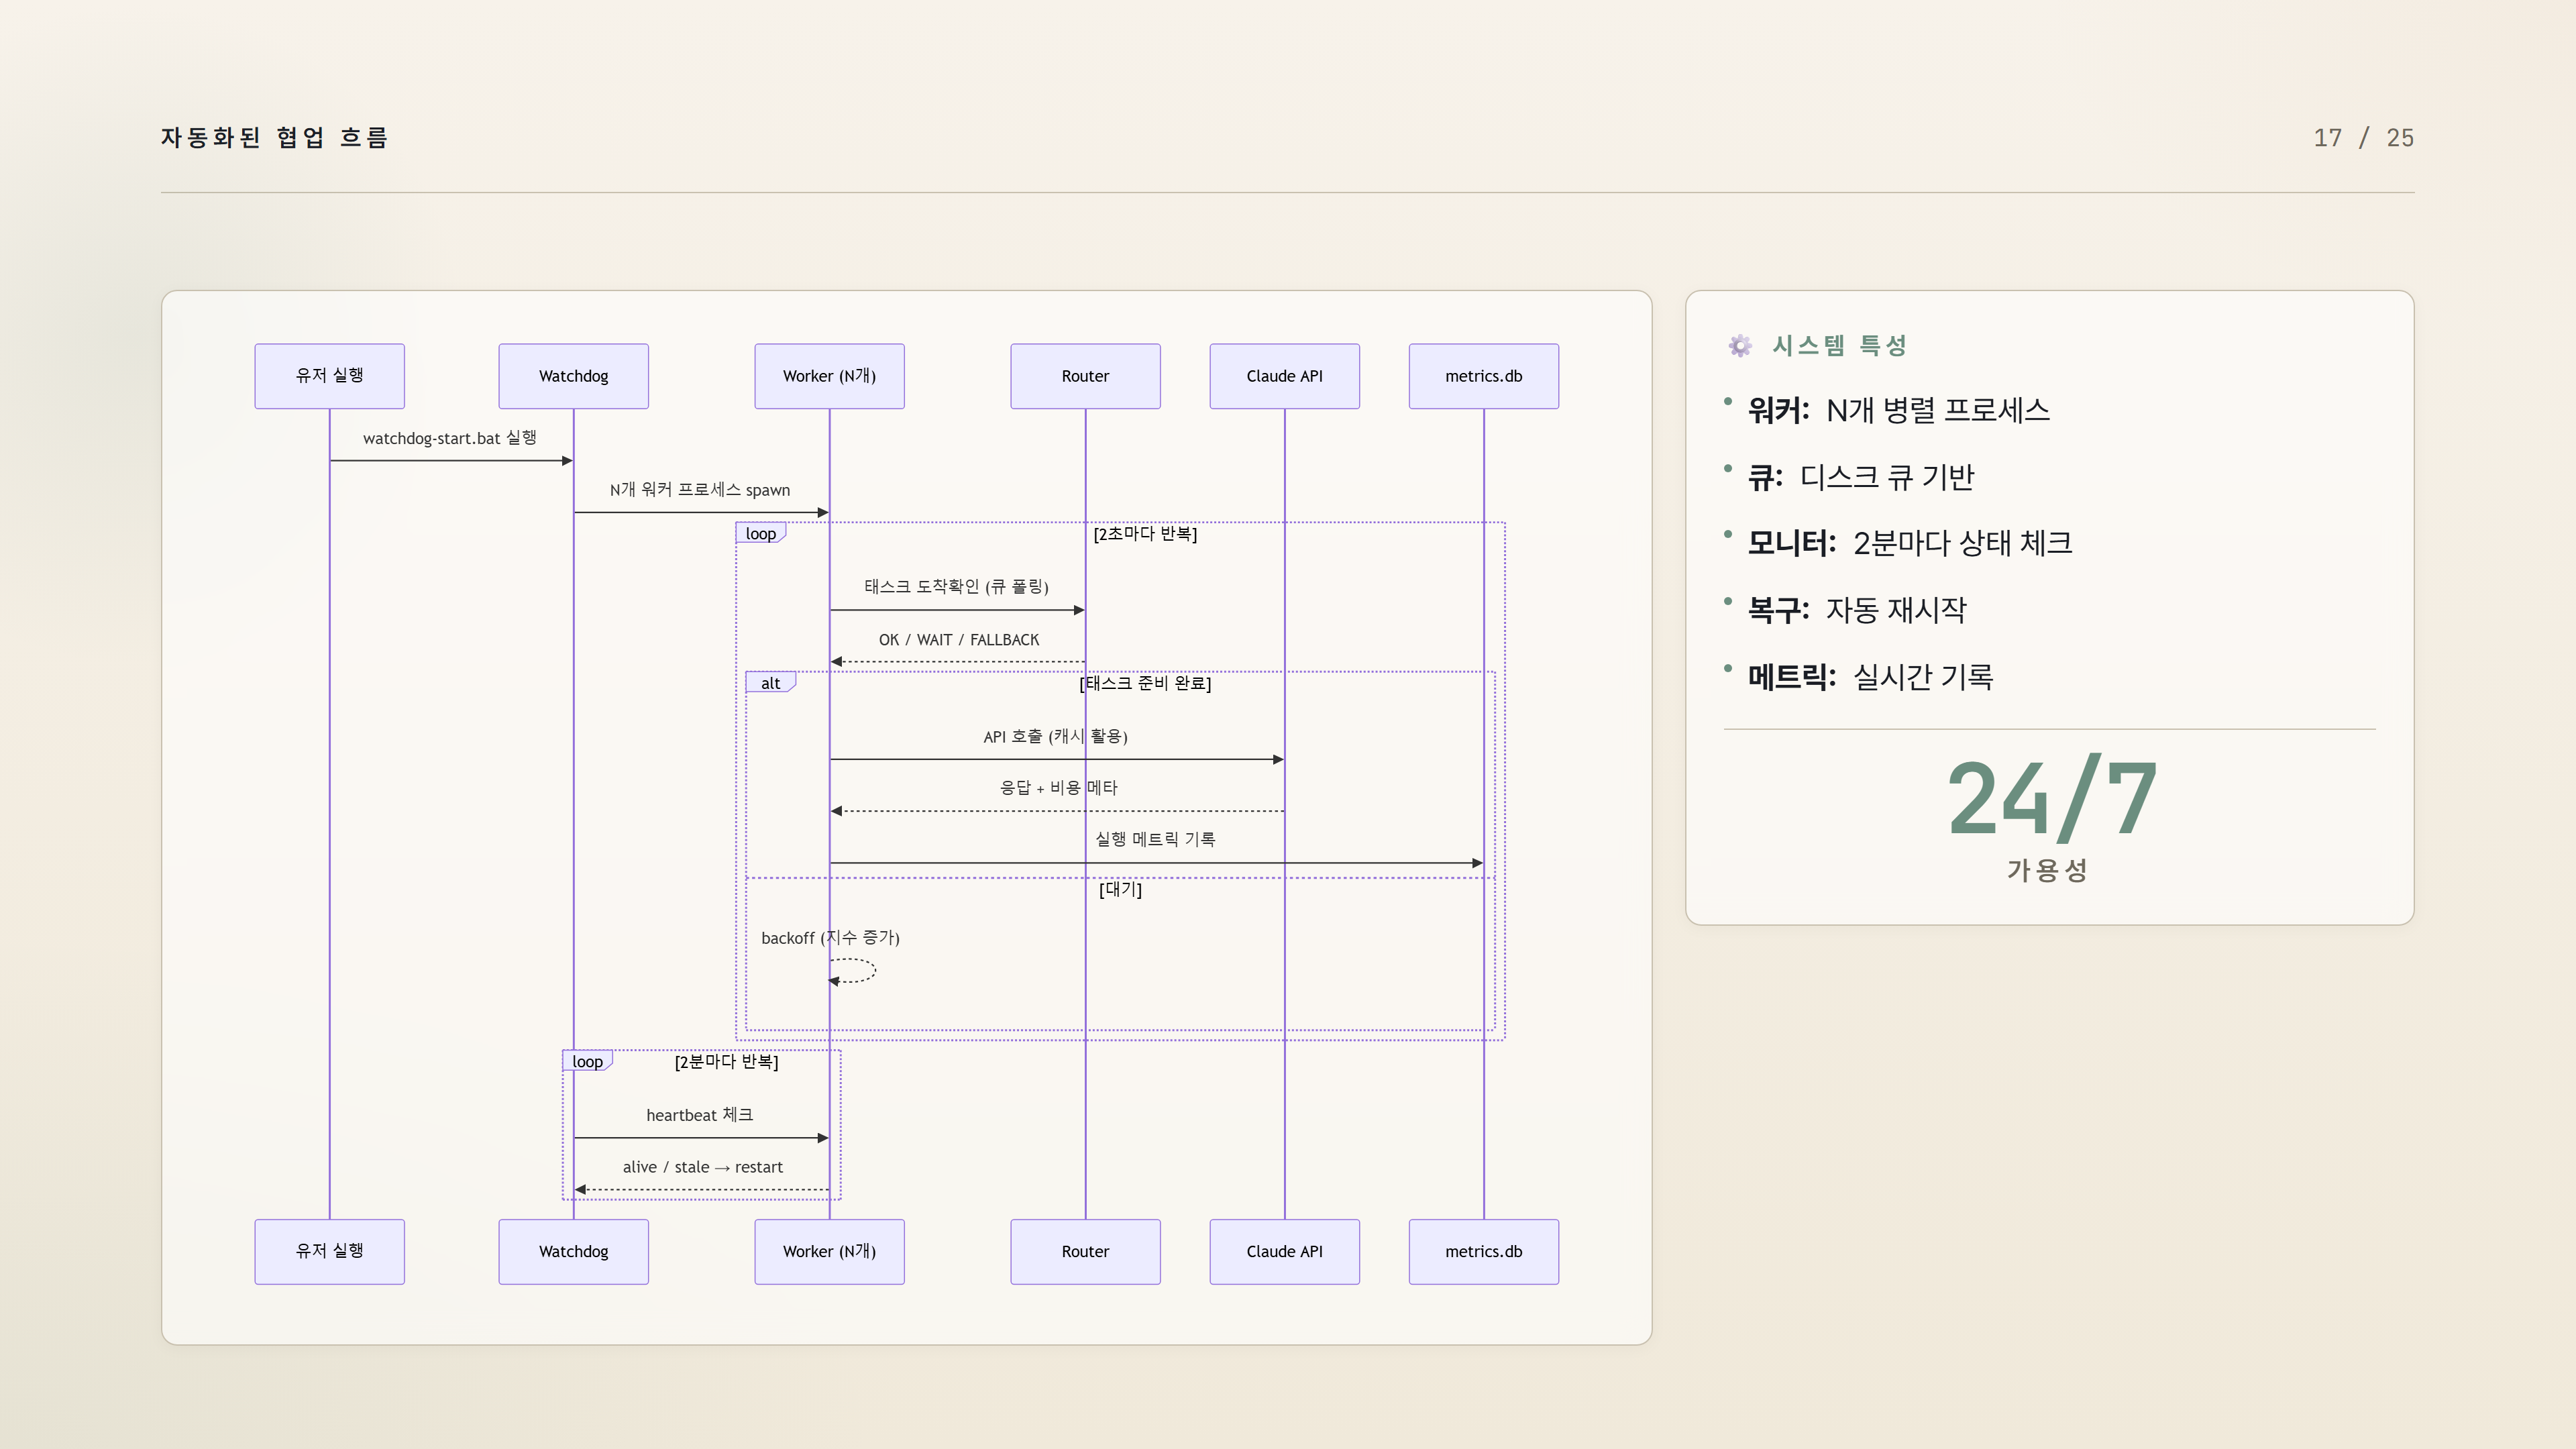 자동화된 협업 흐름
17 / 25
유저 실행
Watchdog
Worker (N개)
Router
Claude API
metrics.db
watchdog-start.bat 실행
N개 워커 프로세스 spawn
loop
[2초마다 반복]
태스크 도착확인 (큐 폴링)
OK / WAIT / FALLBACK
alt
[태스크 준비 완료]
API 호출 (캐시 활용)
응답 + 비용 메타
실행 메트릭 기록
[대기]
backoff (지수 증가)
loop
[2분마다 반복]
heartbeat 체크
alive / stale → restart
유저 실행
Watchdog
Worker (N개)
Router
Claude API
metrics.db
⚙️ 시스템 특성
• 워커: N개 병렬 프로세스
• 큐: 디스크 큐 기반
• 모니터: 2분마다 상태 체크
• 복구: 자동 재시작
• 메트릭: 실시간 기록
24/7
가용성